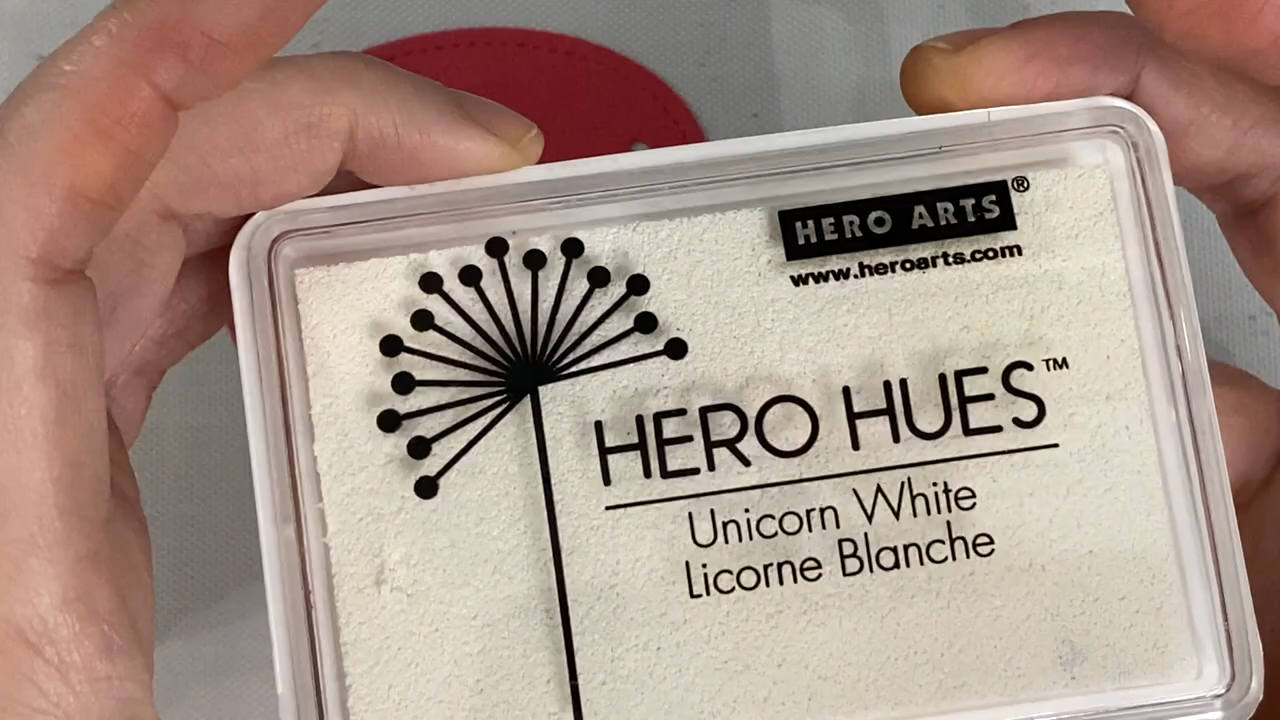 HERO ARTS®
www.heroarts.com
HERO HUES™
Unicorn White
Licorne Blanche